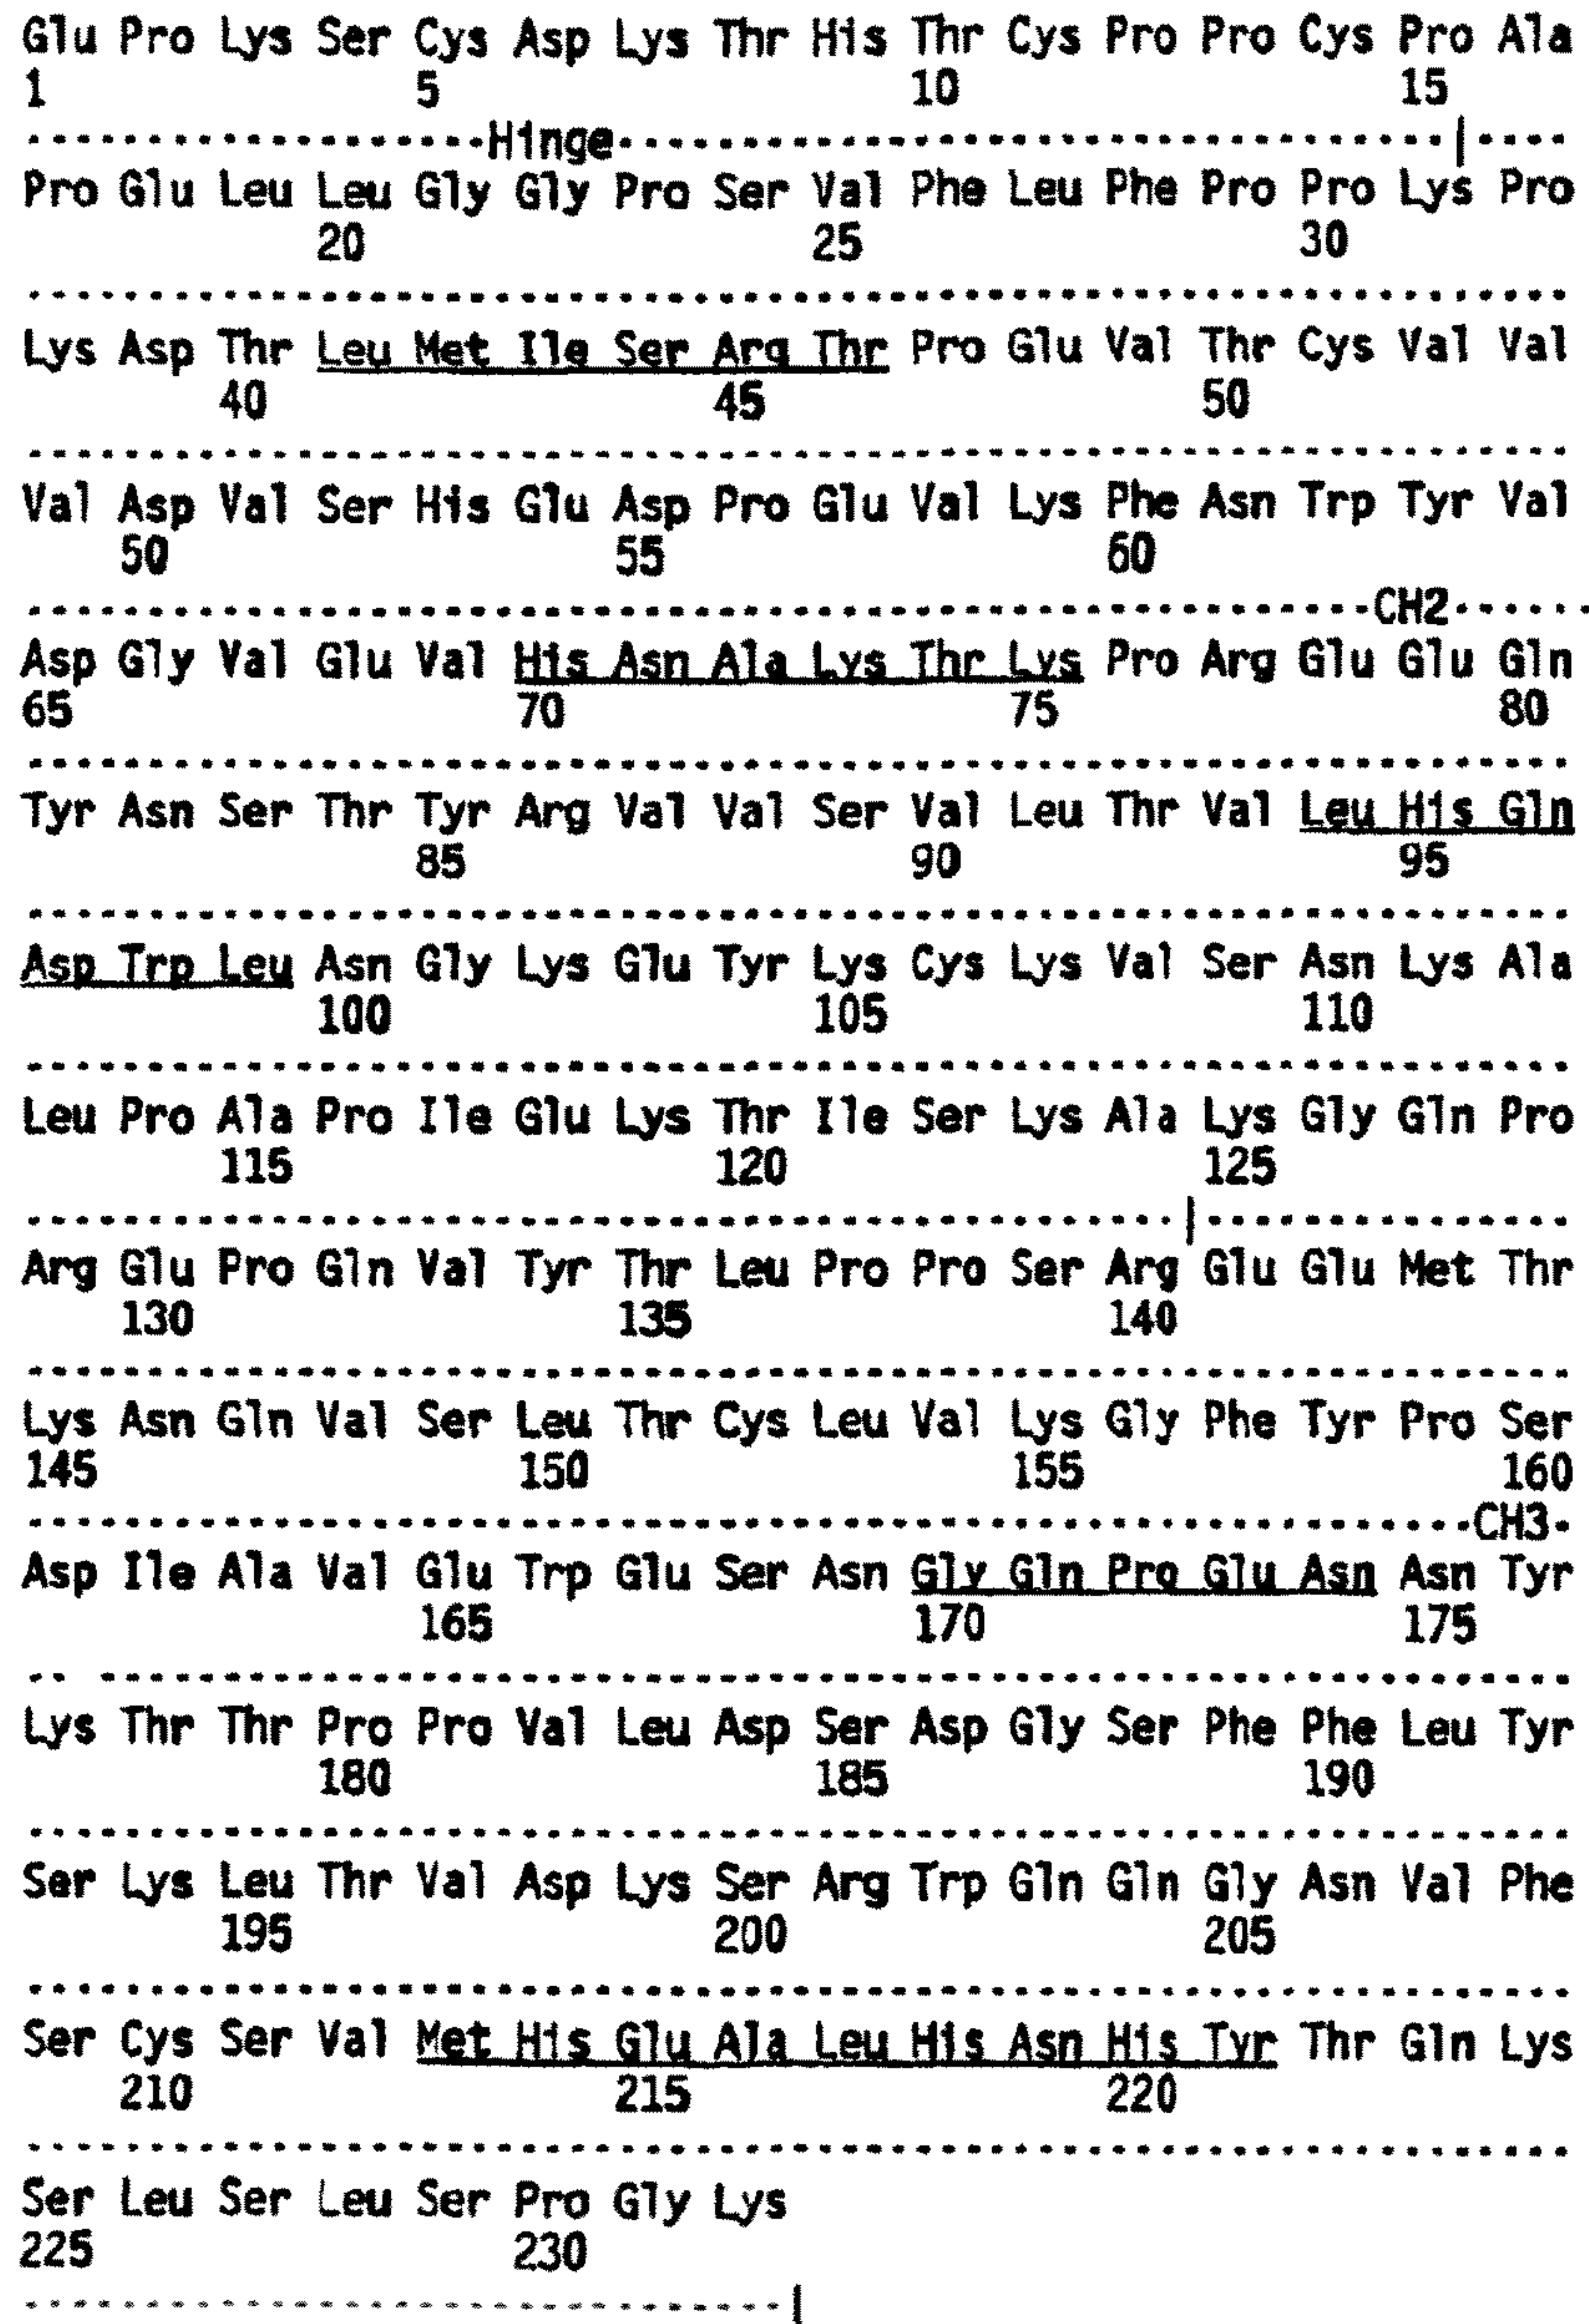 Glu Pro Lys Ser Cys Asp Lys Thr His Thr Cys Pro Pro Cys Pro Ala
1 5 10 15
Hinge
Pro Glu Leu Leu Gly Gly Pro Ser Val Phe Leu Phe Pro Pro Lys Pro
20 25 30
Lys Asp Thr Leu Met Ile Ser Arg Thr Pro Glu Val Thr Cys Val Val
40 45 50
Val Asp Val Ser His Glu Asp Pro Glu Val Lys Phe Asn Trp Tyr Val
50 55 60
CH2
Asp Gly Val Glu Val His Asn Ala Lys Thr Lys Pro Arg Glu Glu Gln
65 70 75 80
Tyr Asn Ser Thr Tyr Arg Val Val Ser Val Leu Thr Val Leu His Gln
85 90 95
Asp Trp Leu Asn Gly Lys Glu Tyr Lys Cys Lys Val Ser Asn Lys Ala
100 105 110
Leu Pro Ala Pro Ile Glu Lys Thr Ile Ser Lys Ala Lys Gly Gln Pro
115 120 125
Arg Glu Pro Gln Val Tyr Thr Leu Pro Pro Ser Arg Glu Glu Met Thr
130 135 140
Lys Asn Gln Val Ser Leu Thr Cys Leu Val Lys Gly Phe Tyr Pro Ser
145 150 155 160
CH3
Asp Ile Ala Val Glu Trp Glu Ser Asn Gly Gln Pro Glu Asn Asn Tyr
165 170 175
Lys Thr Thr Pro Pro Val Leu Asp Ser Asp Gly Ser Phe Phe Leu Tyr
180 185 190
Ser Lys Leu Thr Val Asp Lys Ser Arg Trp Gln Gln Gly Asn Val Phe
195 200 205
Ser Cys Ser Val Met His Glu Ala Leu His Asn His Tyr Thr Gln Lys
210 215 220
Ser Leu Ser Leu Ser Pro Gly Lys
225 230